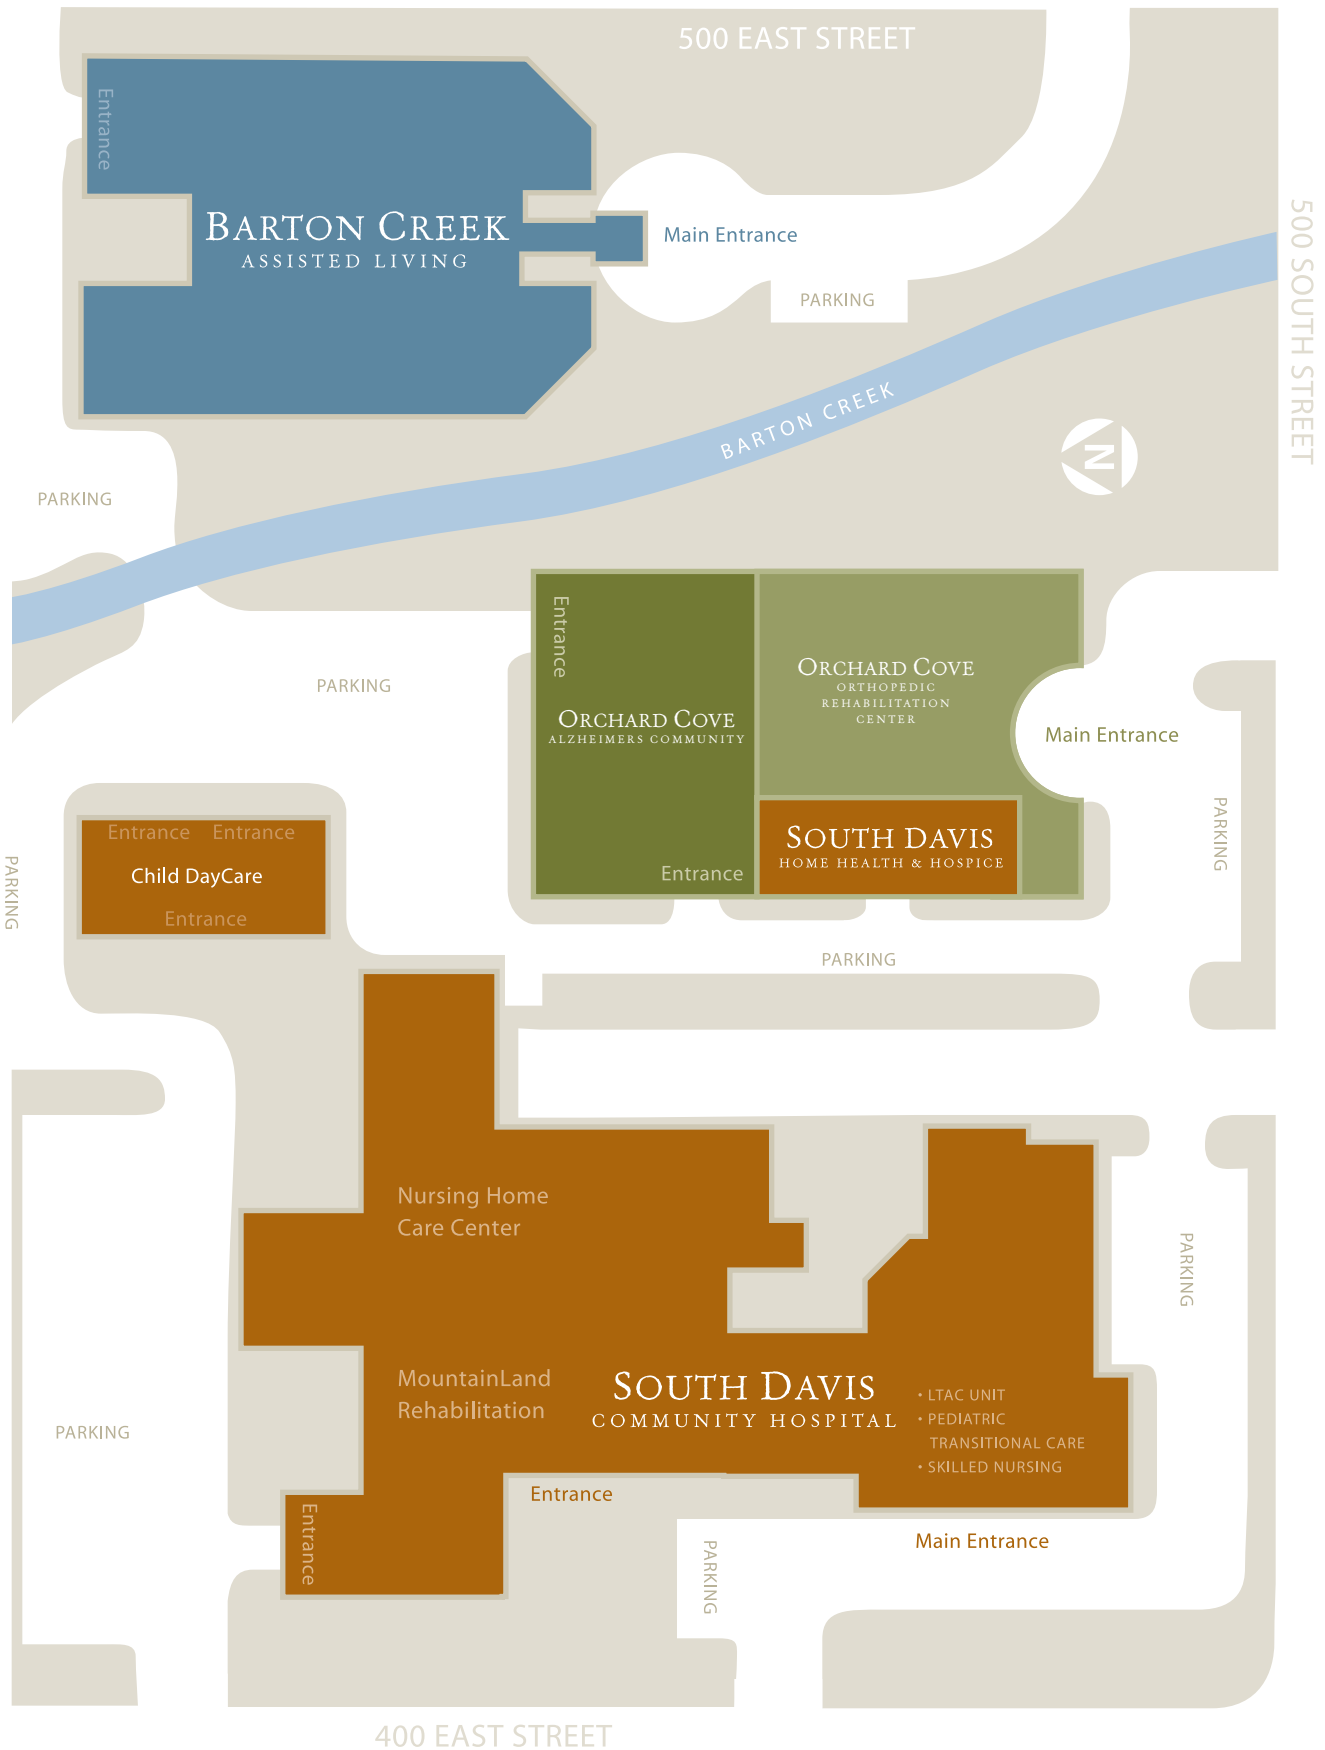 500 EAST STREET
Entrance
BARTON CREEK
ASSISTED LIVING
Main Entrance
PARKING
500 SOUTH STREET
BARTON CREEK
N
PARKING
Entrance
ORCHARD COVE
ALZHEIMERS COMMUNITY
Entrance
ORCHARD COVE
ORTHOPEDIC
REHABILITATION
CENTER
Main Entrance
PARKING
SOUTH DAVIS
HOME HEALTH & HOSPICE
PARKING
PARKING
Entrance Entrance
Child DayCare
Entrance
PARKING
PARKING
Nursing Home
Care Center
PARKING
MountainLand
Rehabilitation
SOUTH DAVIS
COMMUNITY HOSPITAL
• LTAC UNIT
• PEDIATRIC
TRANSITIONAL CARE
• SKILLED NURSING
PARKING
Entrance
Entrance
PARKING
Main Entrance
400 EAST STREET